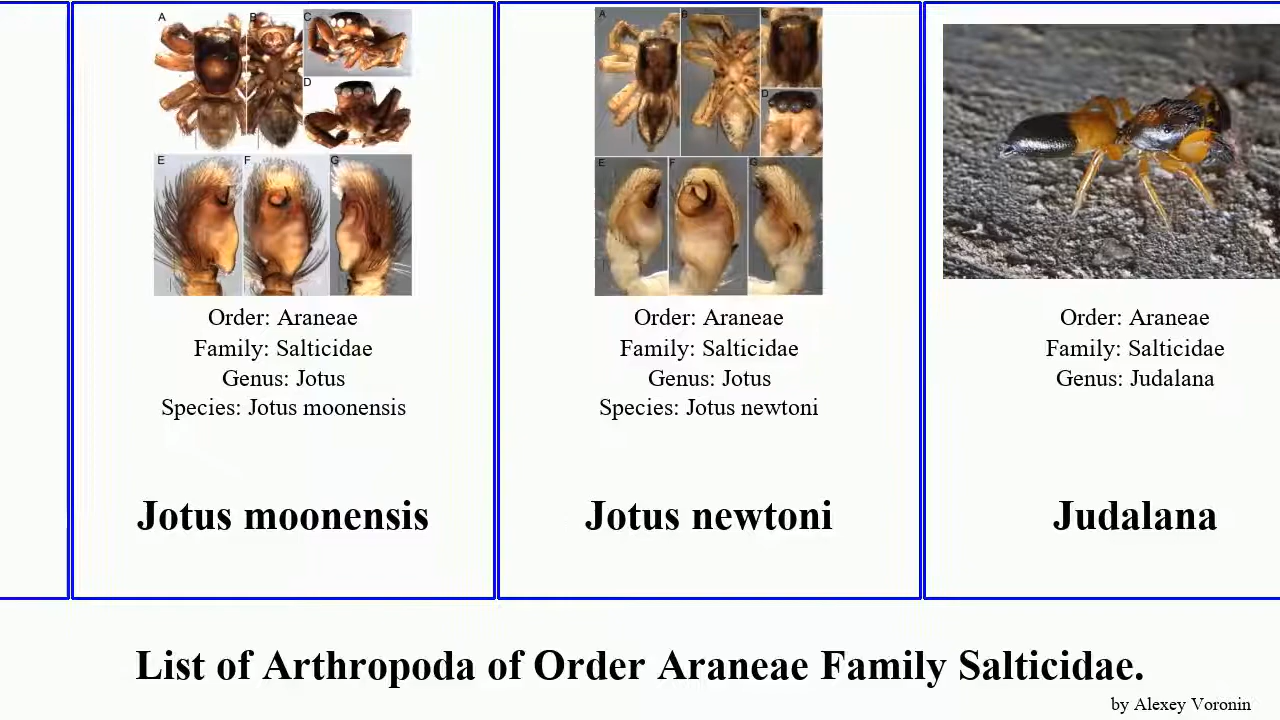 A B C
D
E F G
Order: Araneae
Family: Salticidae
Genus: Jotus
Species: Jotus moonensis
Jotus moonensis
A B C
D
E F G
Order: Araneae
Family: Salticidae
Genus: Jotus
Species: Jotus newtoni
Jotus newtoni
Order: Araneae
Family: Salticidae
Genus: Judalana
Judalana
List of Arthropoda of Order Araneae Family Salticidae.
by Alexey Voronin